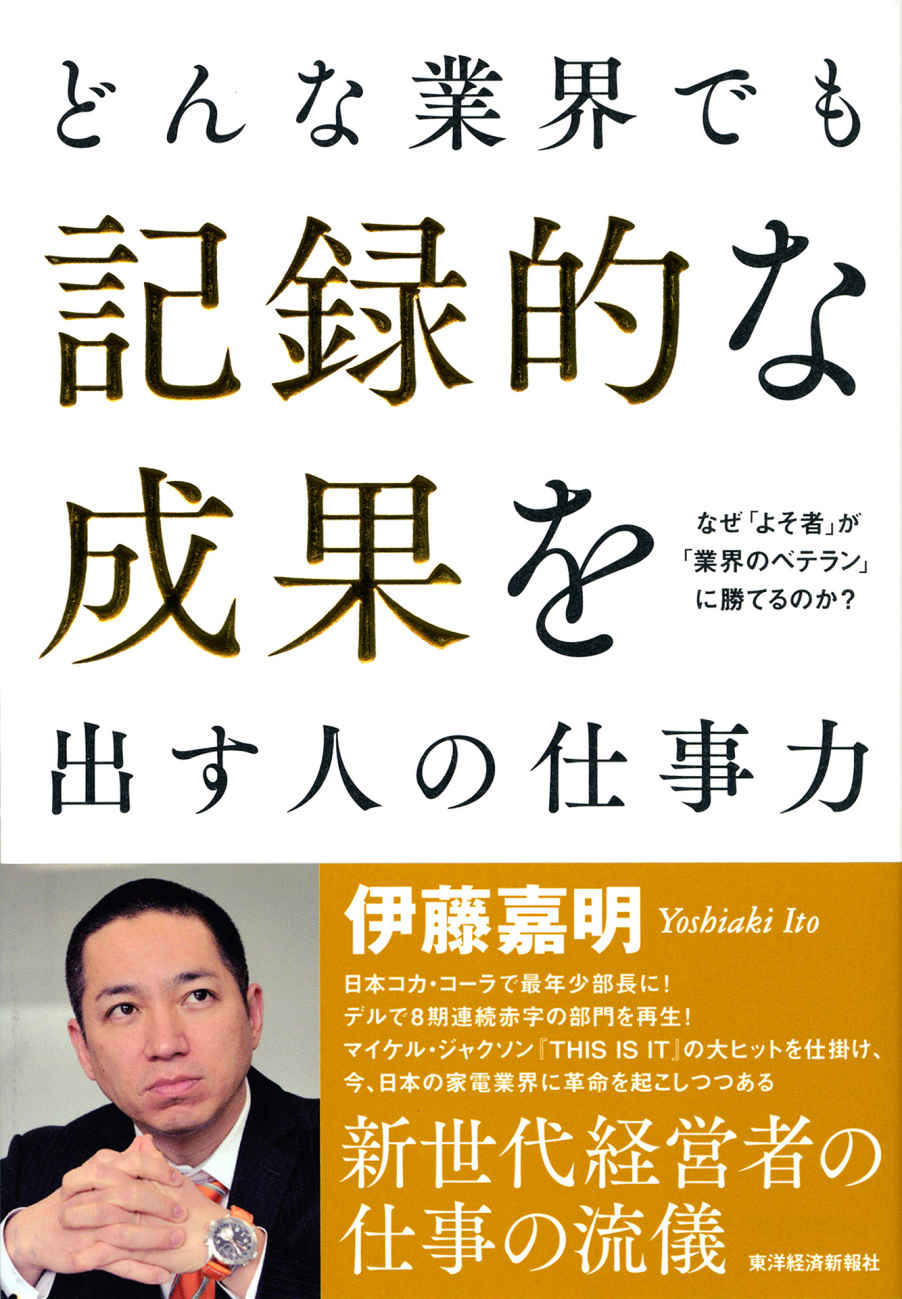 どんな業界でも
記録的な
成果を
なぜ「よそ者」が
「業界のベテラン」
に勝てるのか？
出す人の仕事力
伊藤嘉明 Yoshiaki Ito
日本コカ・コーラで最年少部長に！
デルで8期連続赤字の部門を再生！
マイケル・ジャクソン『THIS IS IT』の大ヒットを仕掛け、
今、日本の家電業界に革命を起こしつつある
新世代経営者の
仕事の流儀
東洋経済新報社